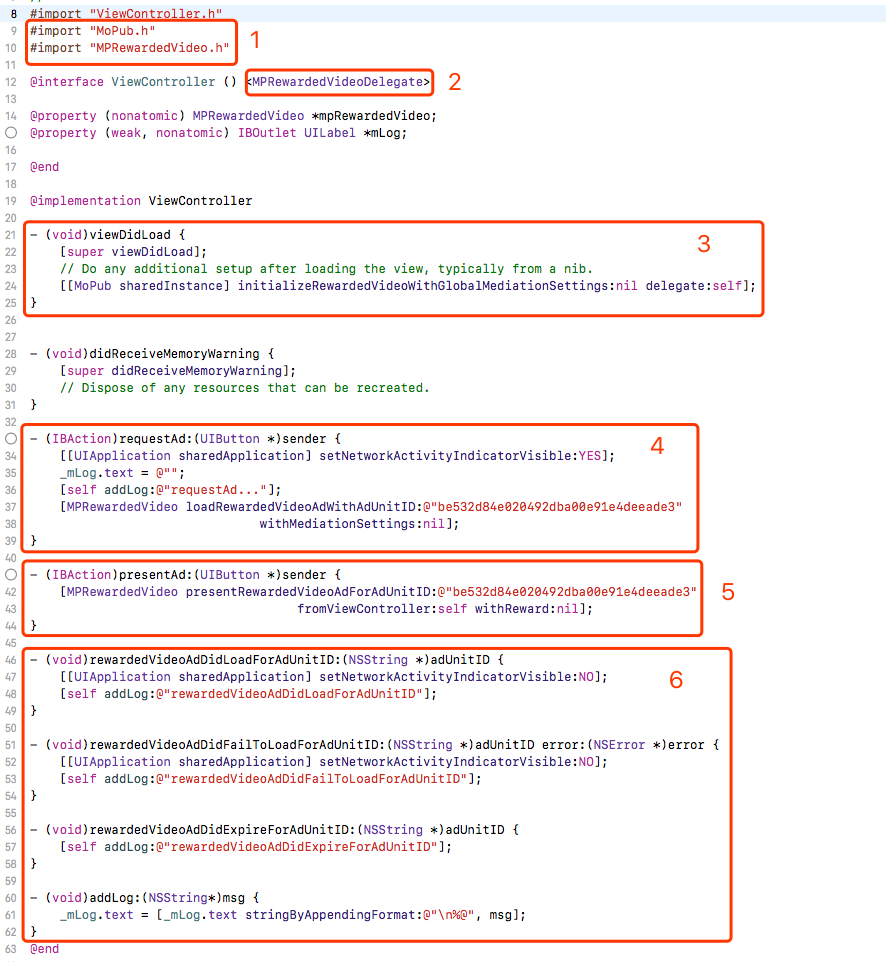 8 #import "ViewController.h"
9 #import "MoPub.h"
10 #import "MPRewardedVideo.h" 1
11
12 @interface ViewController () <MPRewardedVideoDelegate> 2
13
14 @property (nonatomic) MPRewardedVideo *mpRewardedVideo;
@property (weak, nonatomic) IBOutlet UILabel *mLog;
16
17 @end
18
19 @implementation ViewController
20
21 - (void)viewDidLoad { 3
22 [super viewDidLoad];
23 // Do any additional setup after loading the view, typically from a nib.
24 [[MoPub sharedInstance] initializeRewardedVideoWithGlobalMediationSettings:nil delegate:self];
25 }
26
27
28 - (void)didReceiveMemoryWarning {
29 [super didReceiveMemoryWarning];
30 // Dispose of any resources that can be recreated.
31 }
32
- (IBAction)requestAd:(UIButton *)sender { 4
34 [[UIApplication sharedApplication] setNetworkActivityIndicatorVisible:YES];
35 _mLog.text = @"";
36 [self addLog:@"requestAd..."];
37 [MPRewardedVideo loadRewardedVideoAdWithAdUnitID:@"be532d84e020492dba00e91e4deeade3"
38 withMediationSettings:nil];
39 }
40
- (IBAction)presentAd:(UIButton *)sender { 5
42 [MPRewardedVideo presentRewardedVideoAdForAdUnitID:@"be532d84e020492dba00e91e4deeade3"
43 fromViewController:self withReward:nil];
44 }
45
46 - (void)rewardedVideoAdDidLoadForAdUnitID:(NSString *)adUnitID {
47 [[UIApplication sharedApplication] setNetworkActivityIndicatorVisible:NO]; 6
48 [self addLog:@"rewardedVideoAdDidLoadForAdUnitID"];
49 }
50
51 - (void)rewardedVideoAdDidFailToLoadForAdUnitID:(NSString *)adUnitID error:(NSError *)error {
52 [[UIApplication sharedApplication] setNetworkActivityIndicatorVisible:NO];
53 [self addLog:@"rewardedVideoAdDidFailToLoadForAdUnitID"];
54 }
55
56 - (void)rewardedVideoAdDidExpireForAdUnitID:(NSString *)adUnitID {
57 [self addLog:@"rewardedVideoAdDidExpireForAdUnitID"];
58 }
59
60 - (void)addLog:(NSString*)msg {
61 _mLog.text = [_mLog.text stringByAppendingFormat:@"\n%@", msg];
62 }
63 @end